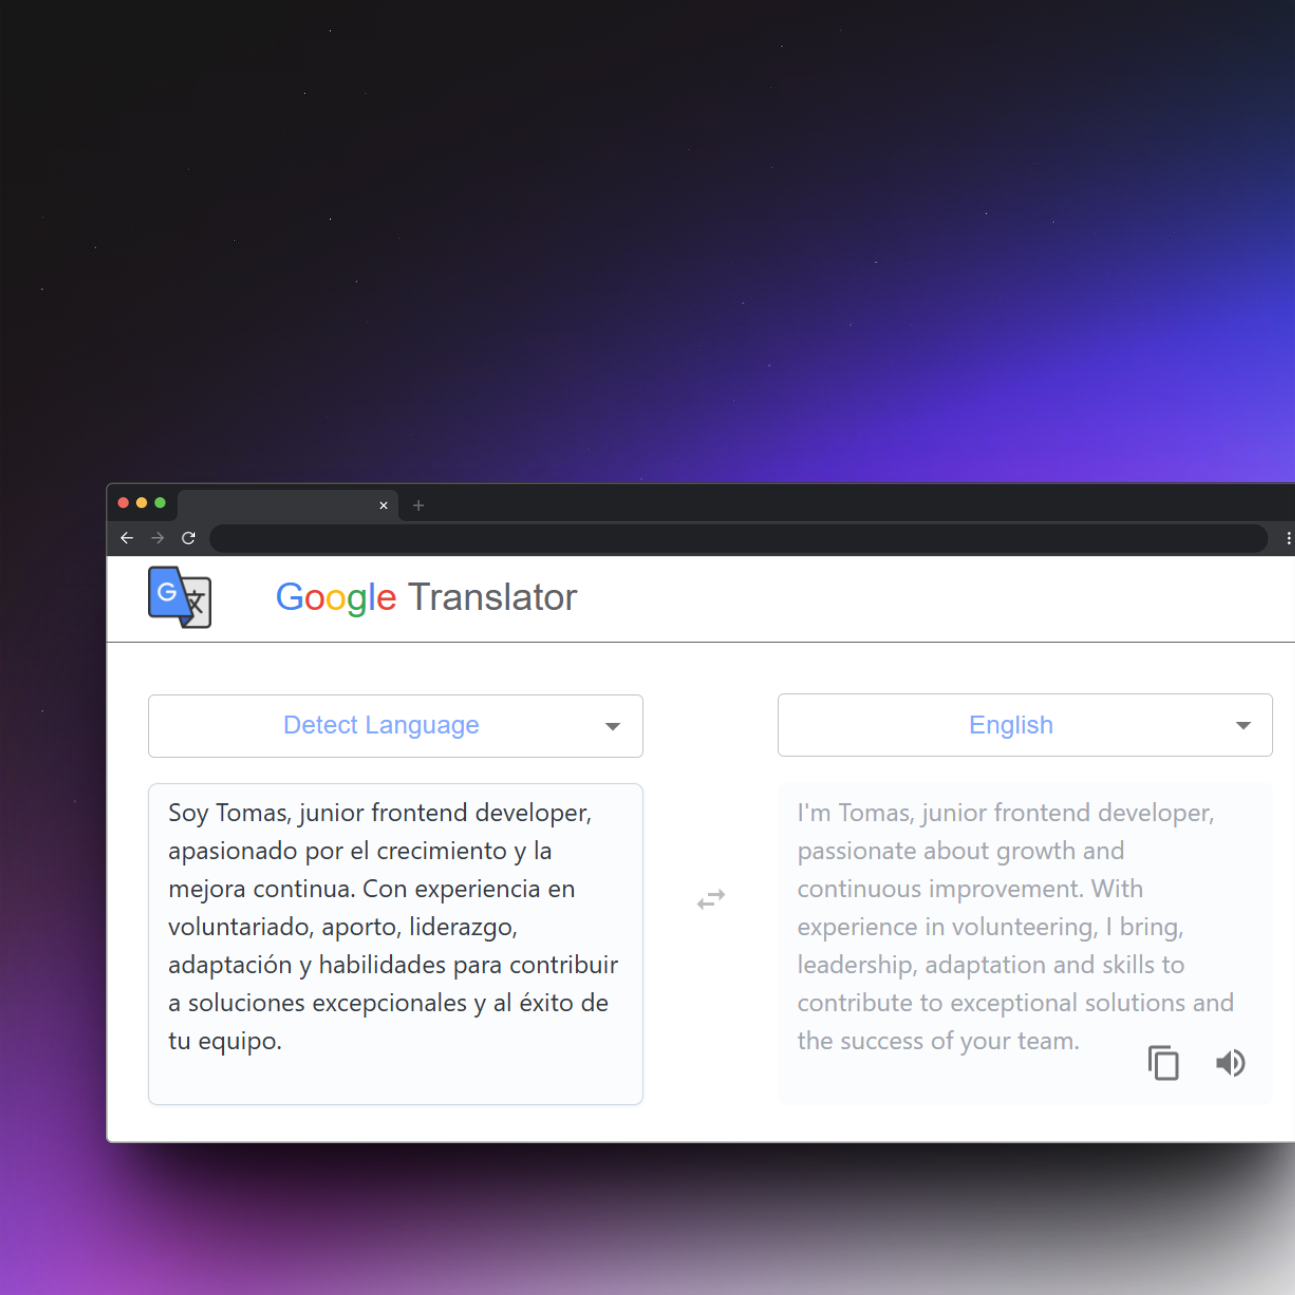 Google Translator
Detect Language
English
Soy Tomas, junior frontend developer,
apasionado por el crecimiento y la
mejora continua. Con experiencia en
voluntariado, aporto, liderazgo,
adaptación y habilidades para contribuir
a soluciones excepcionales y al éxito de
tu equipo.
I'm Tomas, junior frontend developer,
passionate about growth and
continuous improvement. With
experience in volunteering, I bring,
leadership, adaptation and skills to
contribute to exceptional solutions and
the success of your team.